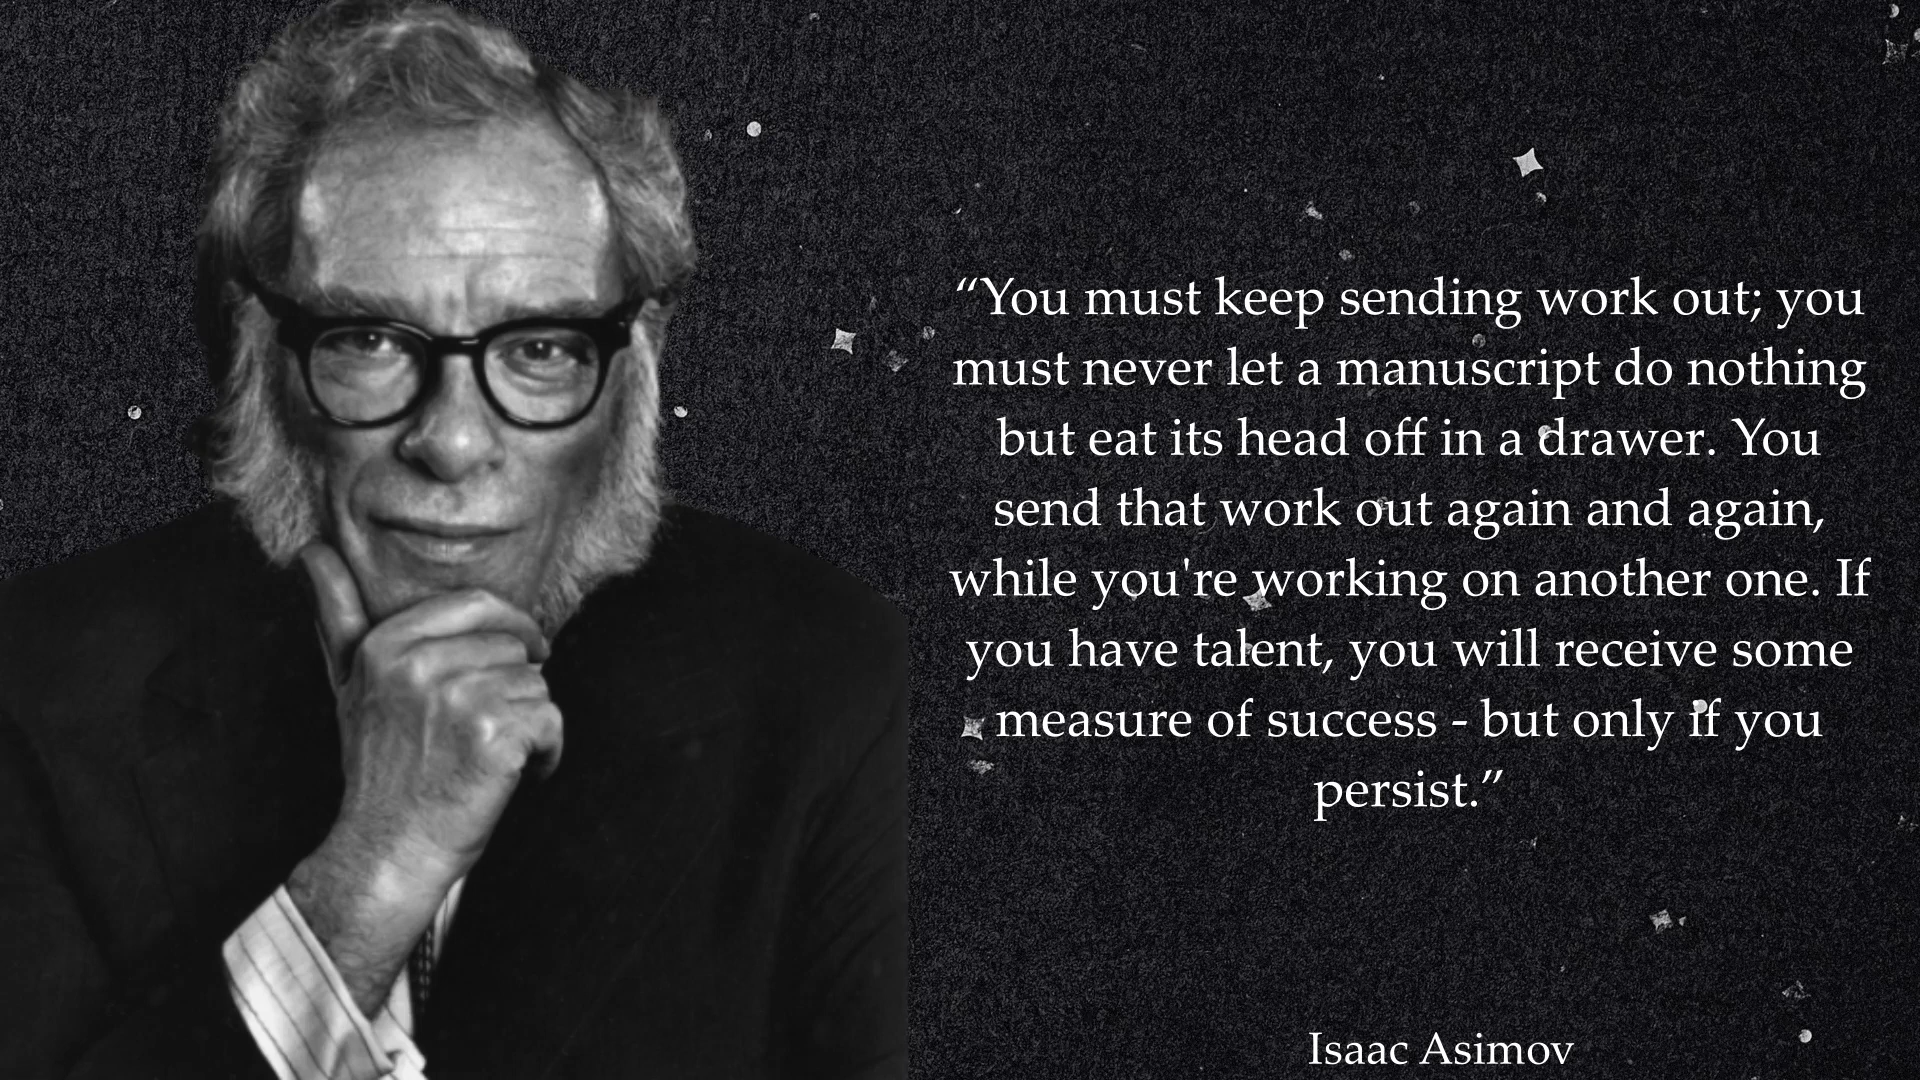 “You must keep sending work out; you
must never let a manuscript do nothing
but eat its head off in a drawer. You
send that work out again and again,
while you're working on another one. If
you have talent, you will receive some
measure of success - but only if you
persist.”
Isaac Asimov